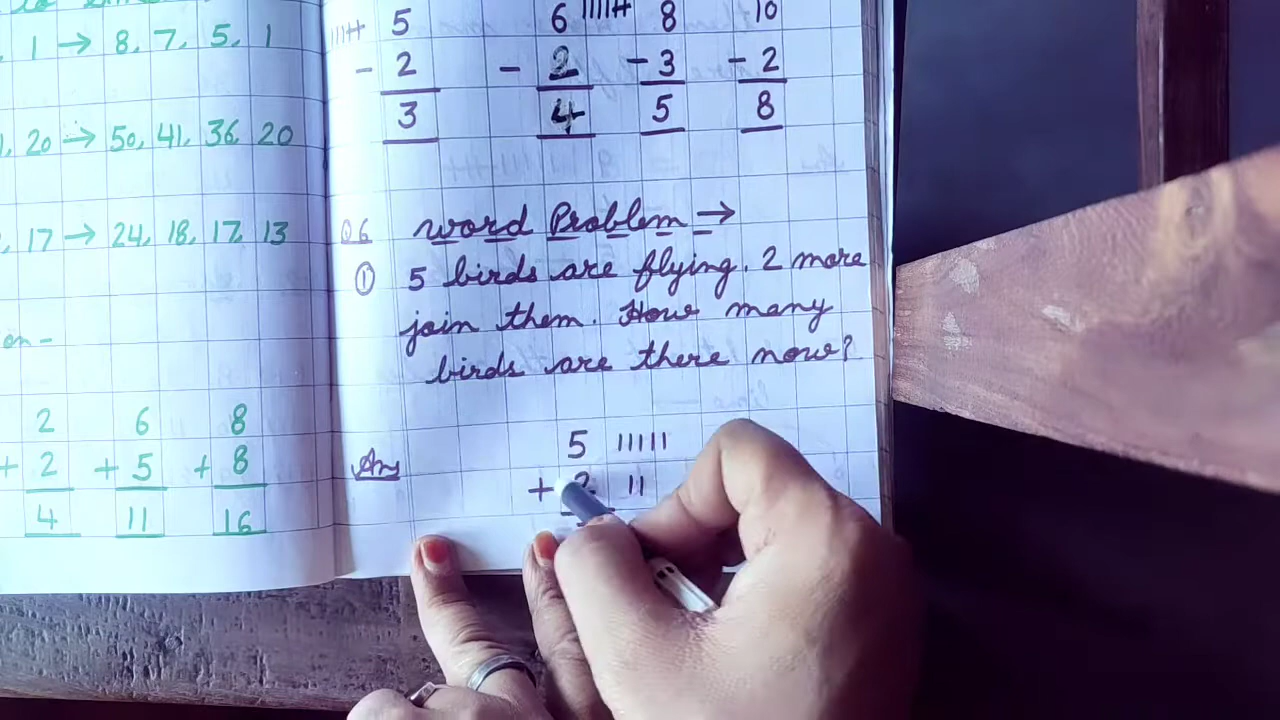 1 → 8, 7, 5, 1
20 → 50, 41, 36, 20
17 → 24, 18, 17, 13
2 6 8
+ 2 + 5 + 8
4 11 16
5 6 8 10
- 2 - 2 - 3 - 2
3 4 5 8
Q6 word Problem →
① 5 birds are flying. 2 more
join them. How many
birds are there now?
Ans 5 |||||
+ 2 ||